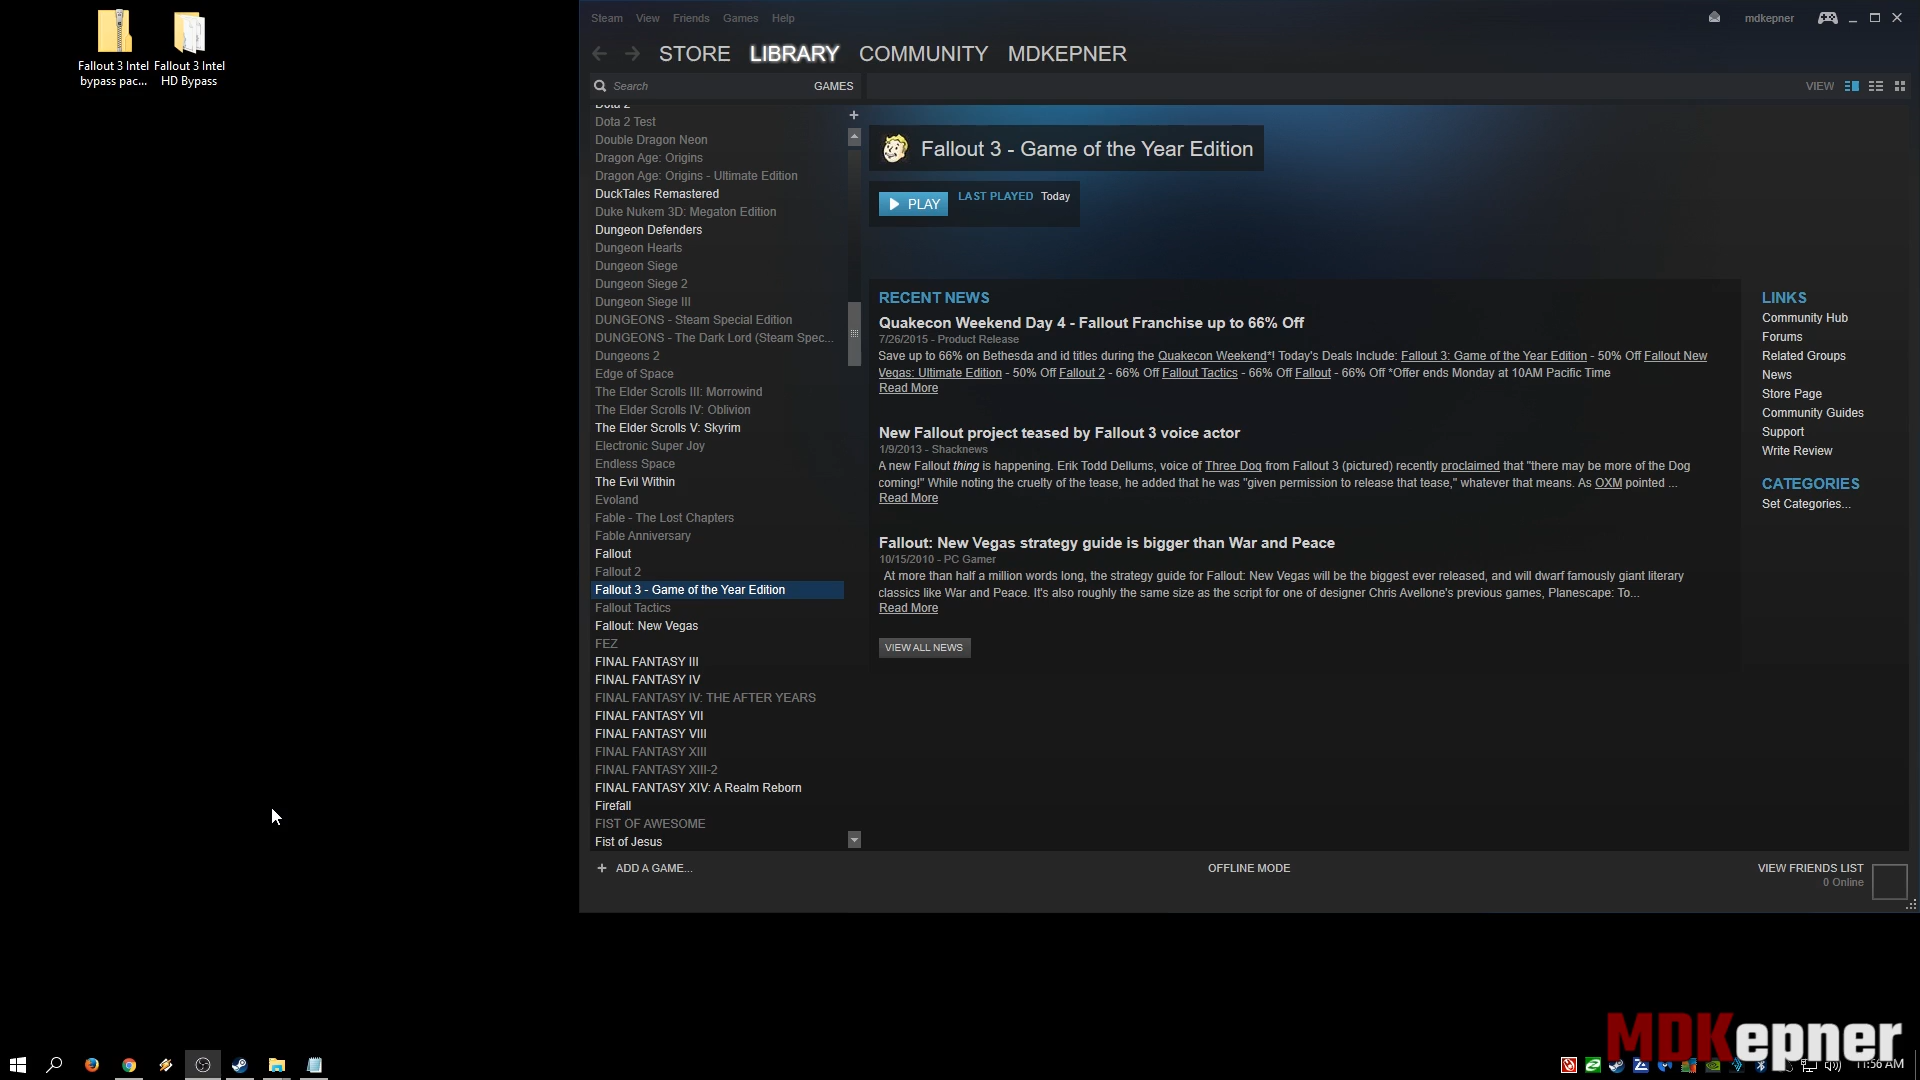 Fallout 3 Intel bypass pac...
Fallout 3 Intel HD Bypass
Steam View Friends Games Help
mdkepner
STORE LIBRARY COMMUNITY MDKEPNER
Search
GAMES
VIEW
Dota 2
Dota 2 Test
Double Dragon Neon
Dragon Age: Origins
Dragon Age: Origins - Ultimate Edition
DuckTales Remastered
Duke Nukem 3D: Megaton Edition
Dungeon Defenders
Dungeon Hearts
Dungeon Siege
Dungeon Siege 2
Dungeon Siege III
DUNGEONS - Steam Special Edition
DUNGEONS - The Dark Lord (Steam Spec...
Dungeons 2
Edge of Space
The Elder Scrolls III: Morrowind
The Elder Scrolls IV: Oblivion
The Elder Scrolls V: Skyrim
Electronic Super Joy
Endless Space
The Evil Within
Evoland
Fable - The Lost Chapters
Fable Anniversary
Fallout
Fallout 2
Fallout 3 - Game of the Year Edition
Fallout Tactics
Fallout: New Vegas
FEZ
FINAL FANTASY III
FINAL FANTASY IV
FINAL FANTASY IV: THE AFTER YEARS
FINAL FANTASY VII
FINAL FANTASY VIII
FINAL FANTASY XIII
FINAL FANTASY XIII-2
FINAL FANTASY XIV: A Realm Reborn
Firefall
FIST OF AWESOME
Fist of Jesus
Fallout 3 - Game of the Year Edition
PLAY
LAST PLAYED Today
RECENT NEWS
Quakecon Weekend Day 4 - Fallout Franchise up to 66% Off
7/26/2015 - Product Release
Save up to 66% on Bethesda and id titles during the Quakecon Weekend*! Today's Deals Include: Fallout 3: Game of the Year Edition - 50% Off Fallout New
Vegas: Ultimate Edition - 50% Off Fallout 2 - 66% Off Fallout Tactics - 66% Off Fallout - 66% Off *Offer ends Monday at 10AM Pacific Time
Read More
New Fallout project teased by Fallout 3 voice actor
1/9/2013 - Shacknews
A new Fallout thing is happening. Erik Todd Dellums, voice of Three Dog from Fallout 3 (pictured) recently proclaimed that "there may be more of the Dog
coming!" While noting the cruelty of the tease, he added that he was "given permission to release that tease," whatever that means. As OXM pointed ...
Read More
Fallout: New Vegas strategy guide is bigger than War and Peace
10/15/2010 - PC Gamer
At more than half a million words long, the strategy guide for Fallout: New Vegas will be the biggest ever released, and will dwarf famously giant literary
classics like War and Peace. It's also roughly the same size as the script for one of designer Chris Avellone's previous games, Planescape: To...
Read More
VIEW ALL NEWS
LINKS
Community Hub
Forums
Related Groups
News
Store Page
Community Guides
Support
Write Review
CATEGORIES
Set Categories...
+ ADD A GAME...
OFFLINE MODE
VIEW FRIENDS LIST
0 Online
MDKepner
11:56 AM